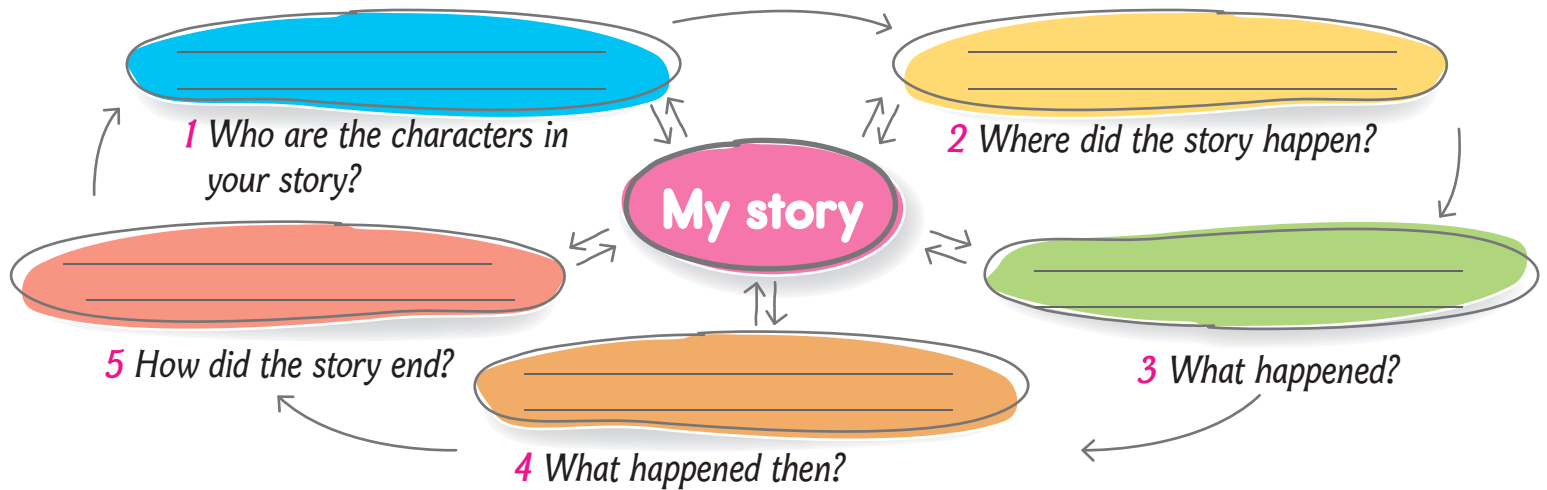 1 Who are the characters in
your story?
2 Where did the story happen?
My story
3 What happened?
4 What happened then?
5 How did the story end?